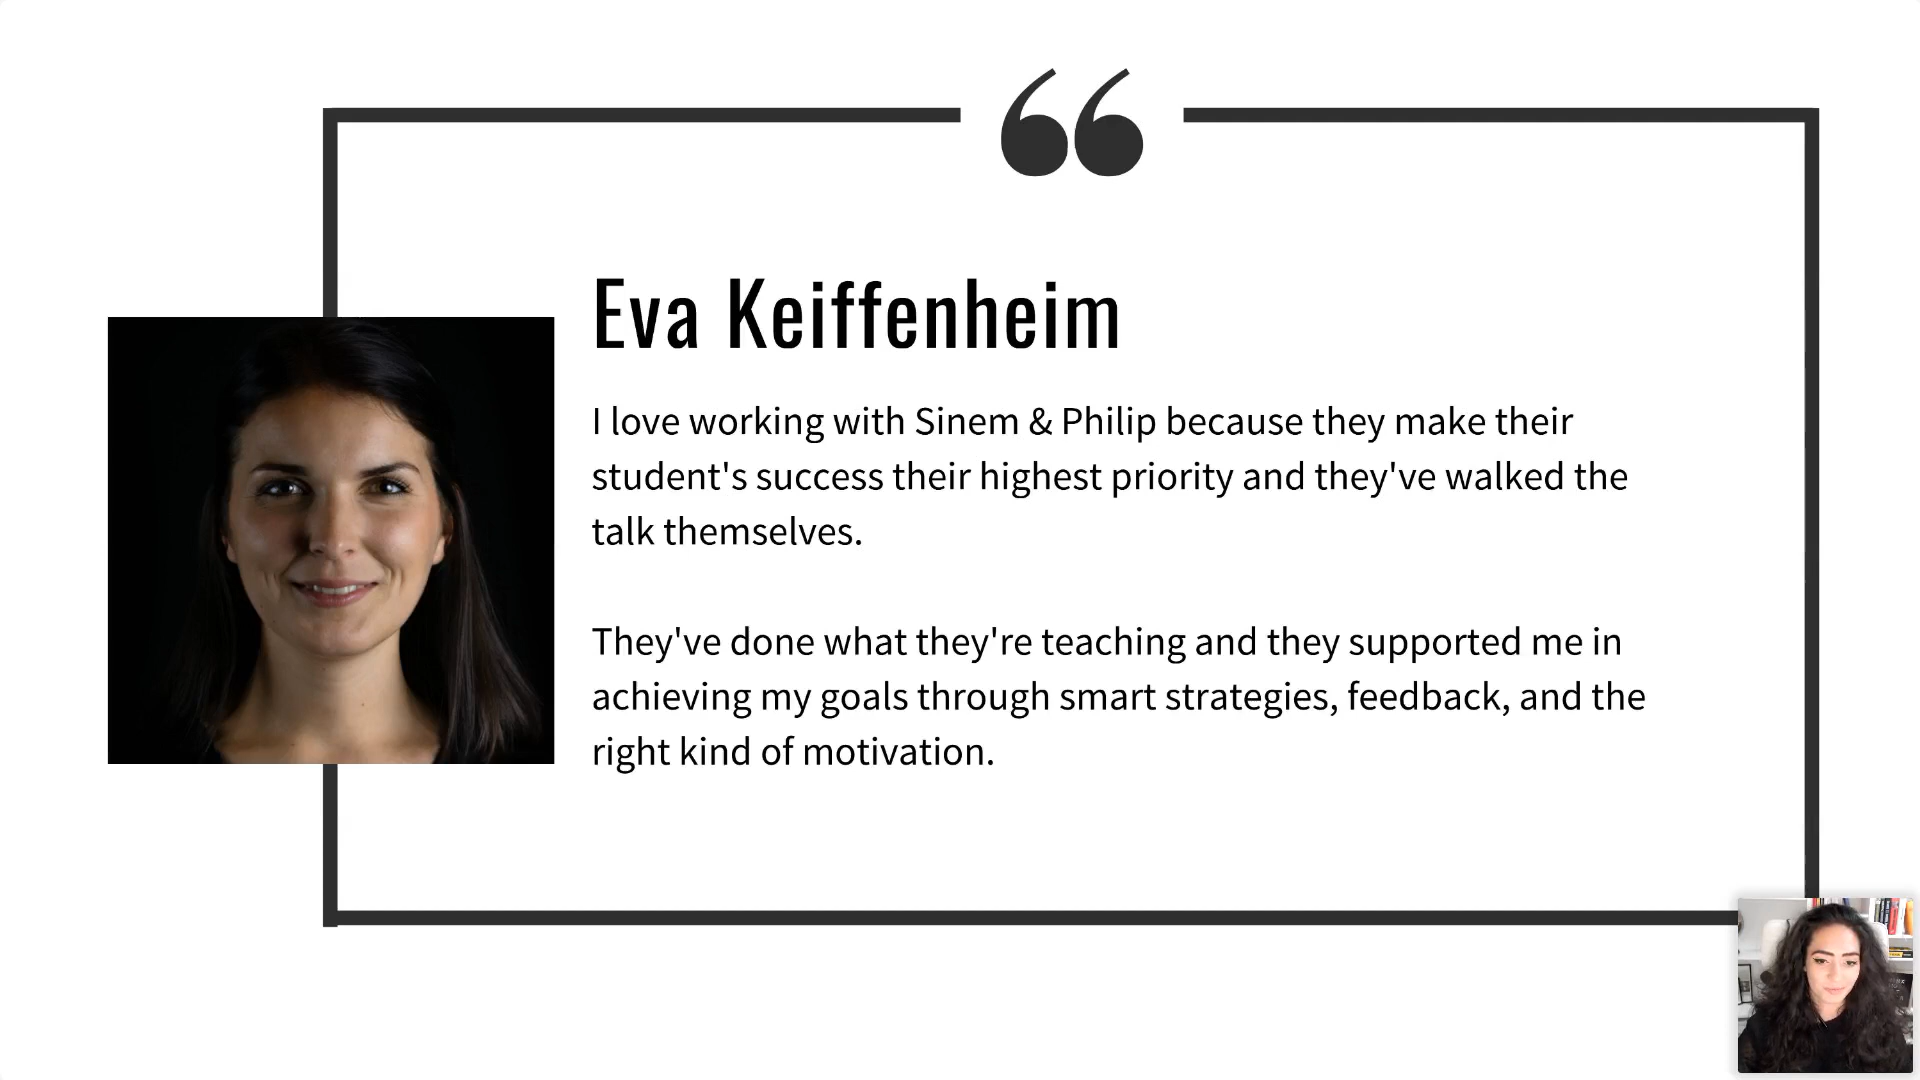 “
Eva Keiffenheim
I love working with Sinem & Philip because they make their
student's success their highest priority and they've walked the
talk themselves.
They've done what they're teaching and they supported me in
achieving my goals through smart strategies, feedback, and the
right kind of motivation.